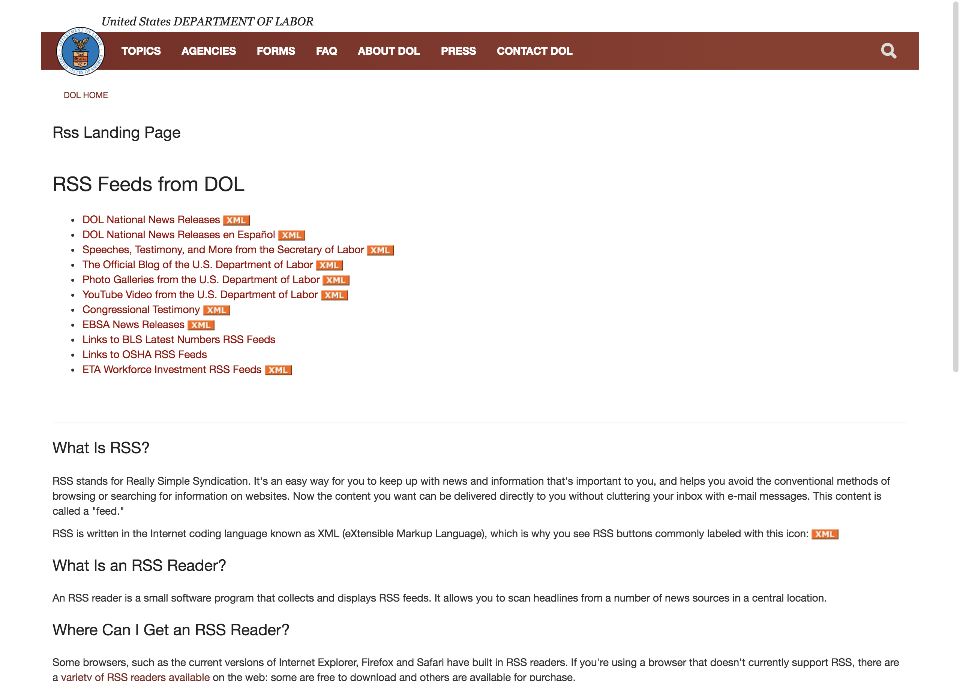 United States DEPARTMENT OF LABOR
TOPICS AGENCIES FORMS FAQ ABOUT DOL PRESS CONTACT DOL
DOL HOME
Rss Landing Page
RSS Feeds from DOL
• DOL National News Releases XML
• DOL National News Releases en Español XML
• Speeches, Testimony, and More from the Secretary of Labor XML
• The Official Blog of the U.S. Department of Labor XML
• Photo Galleries from the U.S. Department of Labor XML
• YouTube Video from the U.S. Department of Labor XML
• Congressional Testimony XML
• EBSA News Releases XML
• Links to BLS Latest Numbers RSS Feeds
• Links to OSHA RSS Feeds
• ETA Workforce Investment RSS Feeds XML
What Is RSS?
RSS stands for Really Simple Syndication. It's an easy way for you to keep up with news and information that's important to you, and helps you avoid the conventional methods of
browsing or searching for information on websites. Now the content you want can be delivered directly to you without cluttering your inbox with e-mail messages. This content is
called a "feed."
RSS is written in the Internet coding language known as XML (eXtensible Markup Language), which is why you see RSS buttons commonly labeled with this icon: XML
What Is an RSS Reader?
An RSS reader is a small software program that collects and displays RSS feeds. It allows you to scan headlines from a number of news sources in a central location.
Where Can I Get an RSS Reader?
Some browsers, such as the current versions of Internet Explorer, Firefox and Safari have built in RSS readers. If you're using a browser that doesn't currently support RSS, there are
a variety of RSS readers available on the web; some are free to download and others are available for purchase.